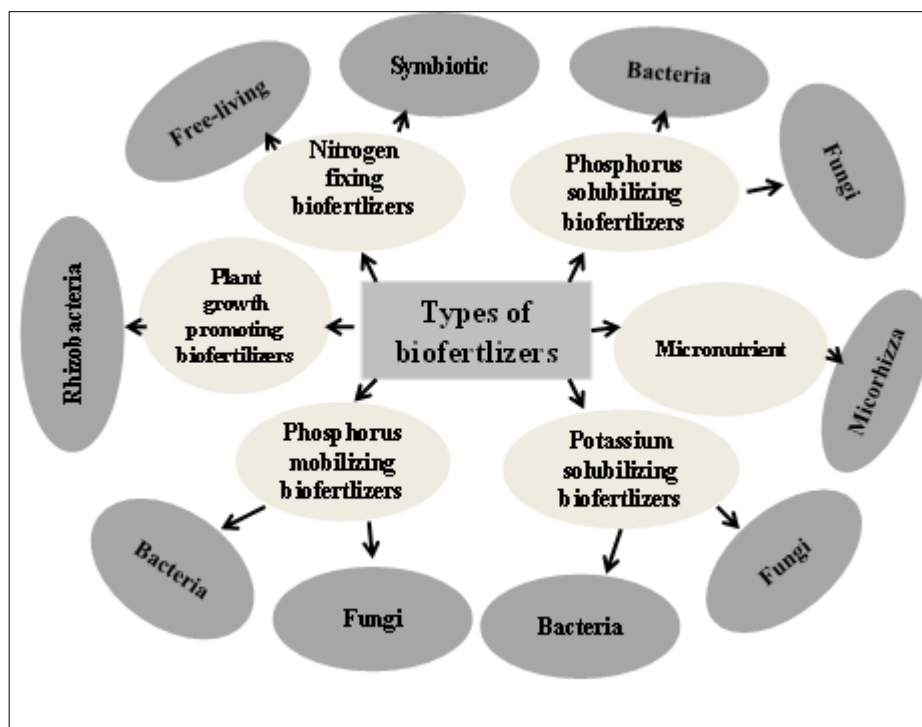 Symbiotic
Free-living
Nitrogen
fixing
biofertlizers
Bacteria
Phosphorus
solubilizing
biofertlizers
Fungi
Rhizobacteria
Plant
growth
promoting
biofertilizers
Types of
biofertlizers
Micronutrient
Micorhizza
Phosphorus
mobilizing
biofertlizers
Potassium
solubilizing
biofertlizers
Bacteria
Fungi
Bacteria
Fungi